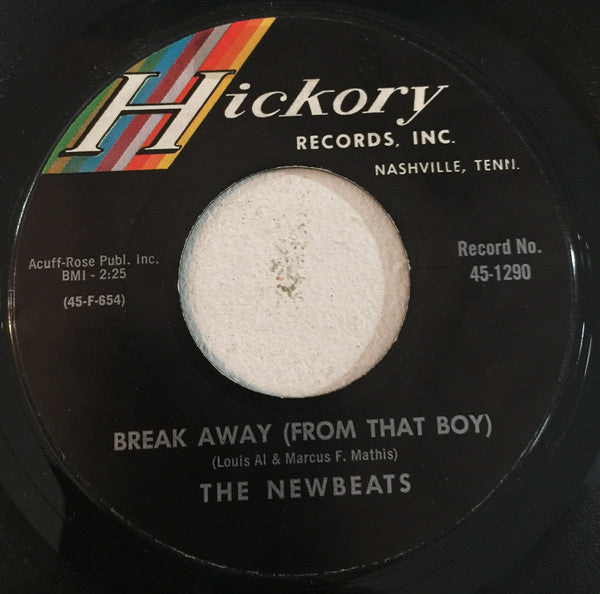 Hickory
RECORDS, INC.
NASHVILLE, TENN.
Acuff-Rose Publ. Inc.
BMI - 2:25
(45-F-654)
Record No.
45-1290
BREAK AWAY (FROM THAT BOY)
(Louis Al & Marcus F. Mathis)
THE NEWBEATS